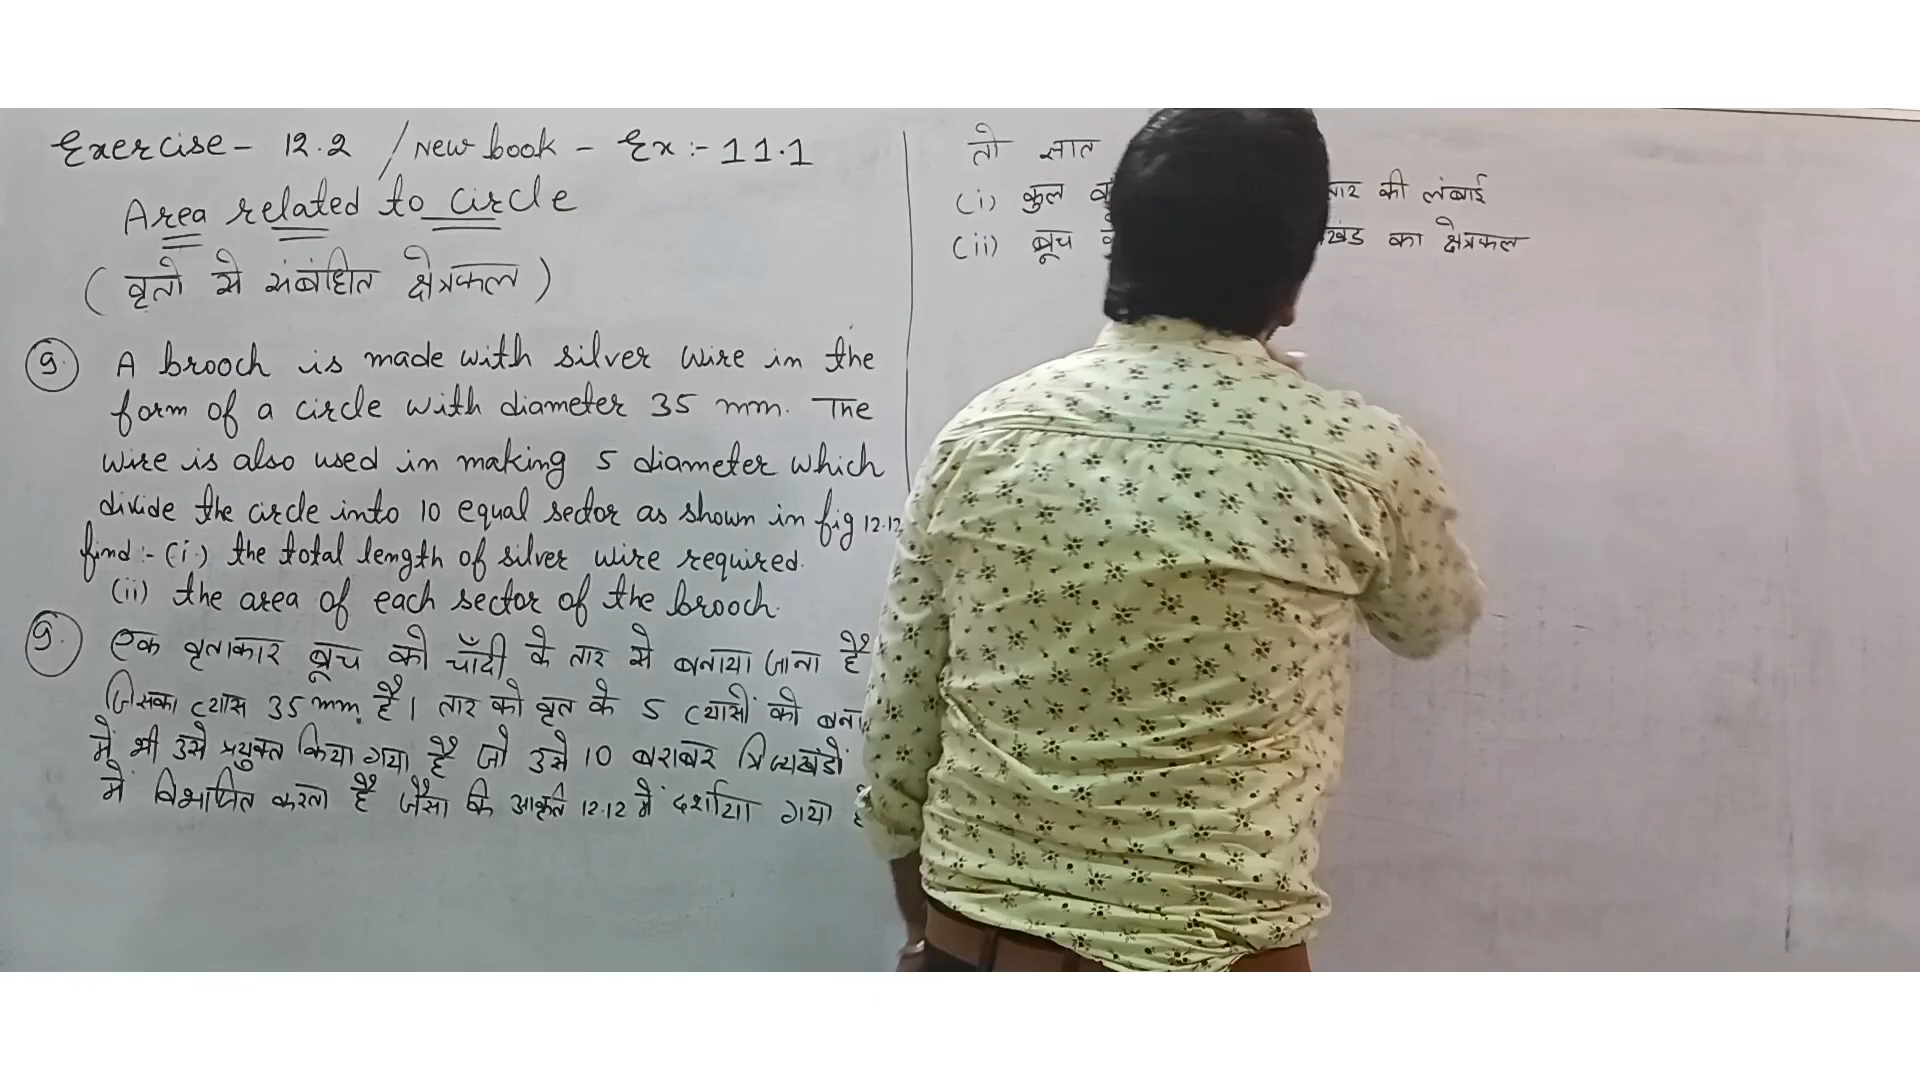 Exercise - 12.2 / New book - Ex :- 11.1
Area related to circle
(वृतो से संबंधित क्षेत्रफल)
9. A brooch is made with silver wire in the
form of a circle with diameter 35 mm. The
wire is also used in making 5 diameter which
divide the circle into 10 equal sector as shown in fig 12.12
find :- (i.) the total length of silver wire required.
(ii) the area of each sector of the brooch.
9. एक वृताकार ब्रूच को चाँदी के तार से बनाया जाना है
जिसका व्यास 35 mm. है। तार को वृत के 5 व्यासों को
में भी उसे प्रयुक्त किया गया है जो उसे 10 बराबर त्रिज्यखंडों
में विभाजित करता है जैसा कि आकृति 12.12 में दर्शाया गया
तो सात
(i) कुल तार की लंबाई
(ii) ब्रूच का क्षेत्रफल